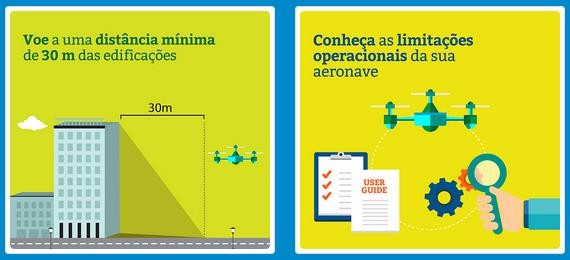 Voe a uma distância mínima
de 30 m das edificações
30m
Conheça as limitações
operacionais da sua
aeronave
USER
GUIDE